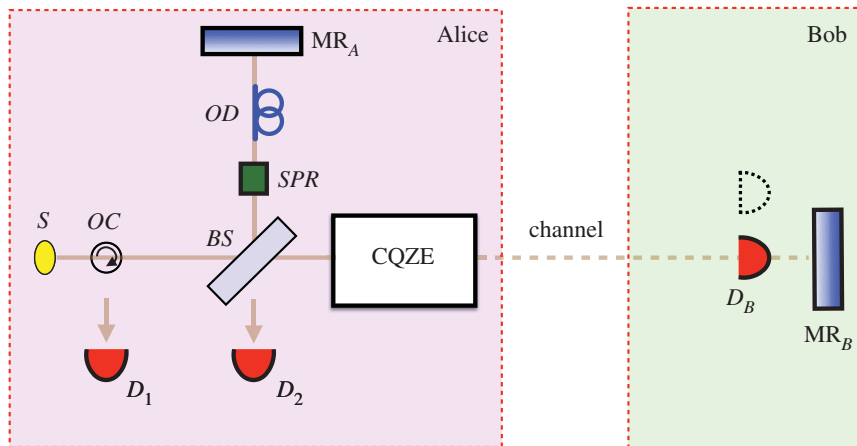 Alice
Bob
MR_A
OD
SPR
S
OC
BS
CQZE
channel
D_B
MR_B
D_1
D_2